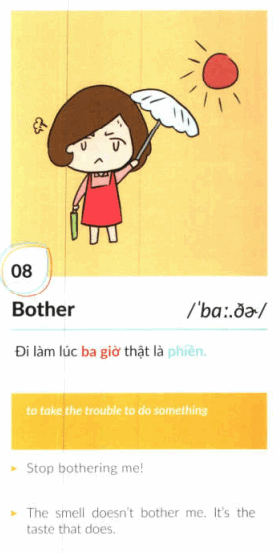 08
Bother /ˈbɑː.ðɚ/
Đi làm lúc ba giờ thật là phiền.
to take the trouble to do something
Stop bothering me!
The smell doesn't bother me. It's the
taste that does.